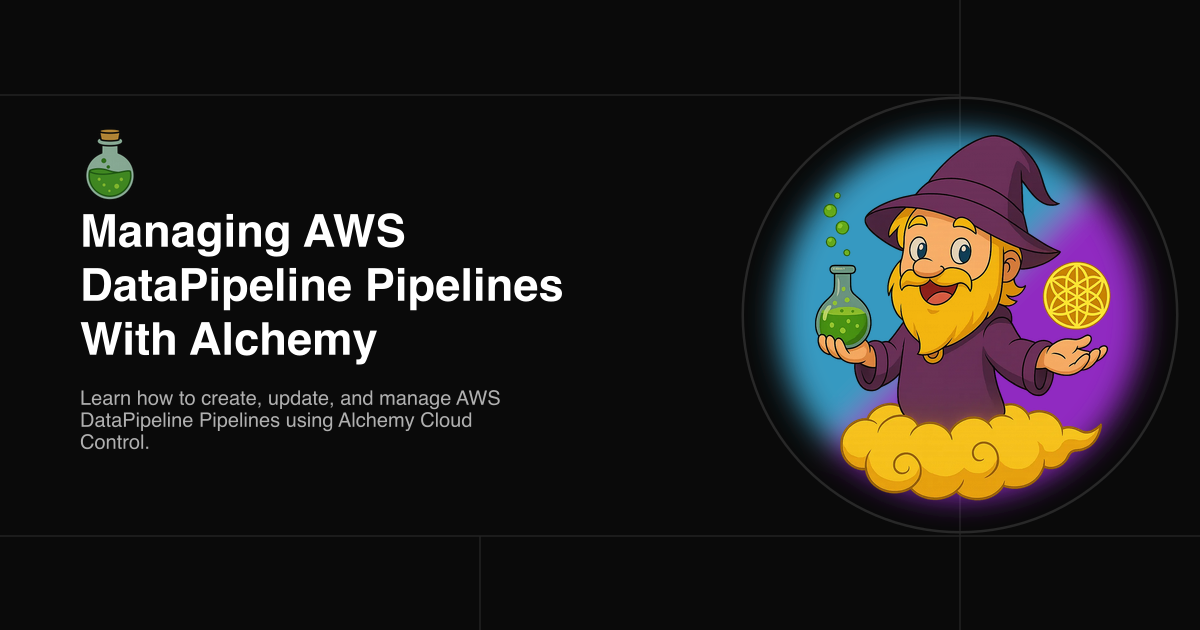 Managing AWS
DataPipeline Pipelines
With Alchemy
Learn how to create, update, and manage AWS
DataPipeline Pipelines using Alchemy Cloud
Control.